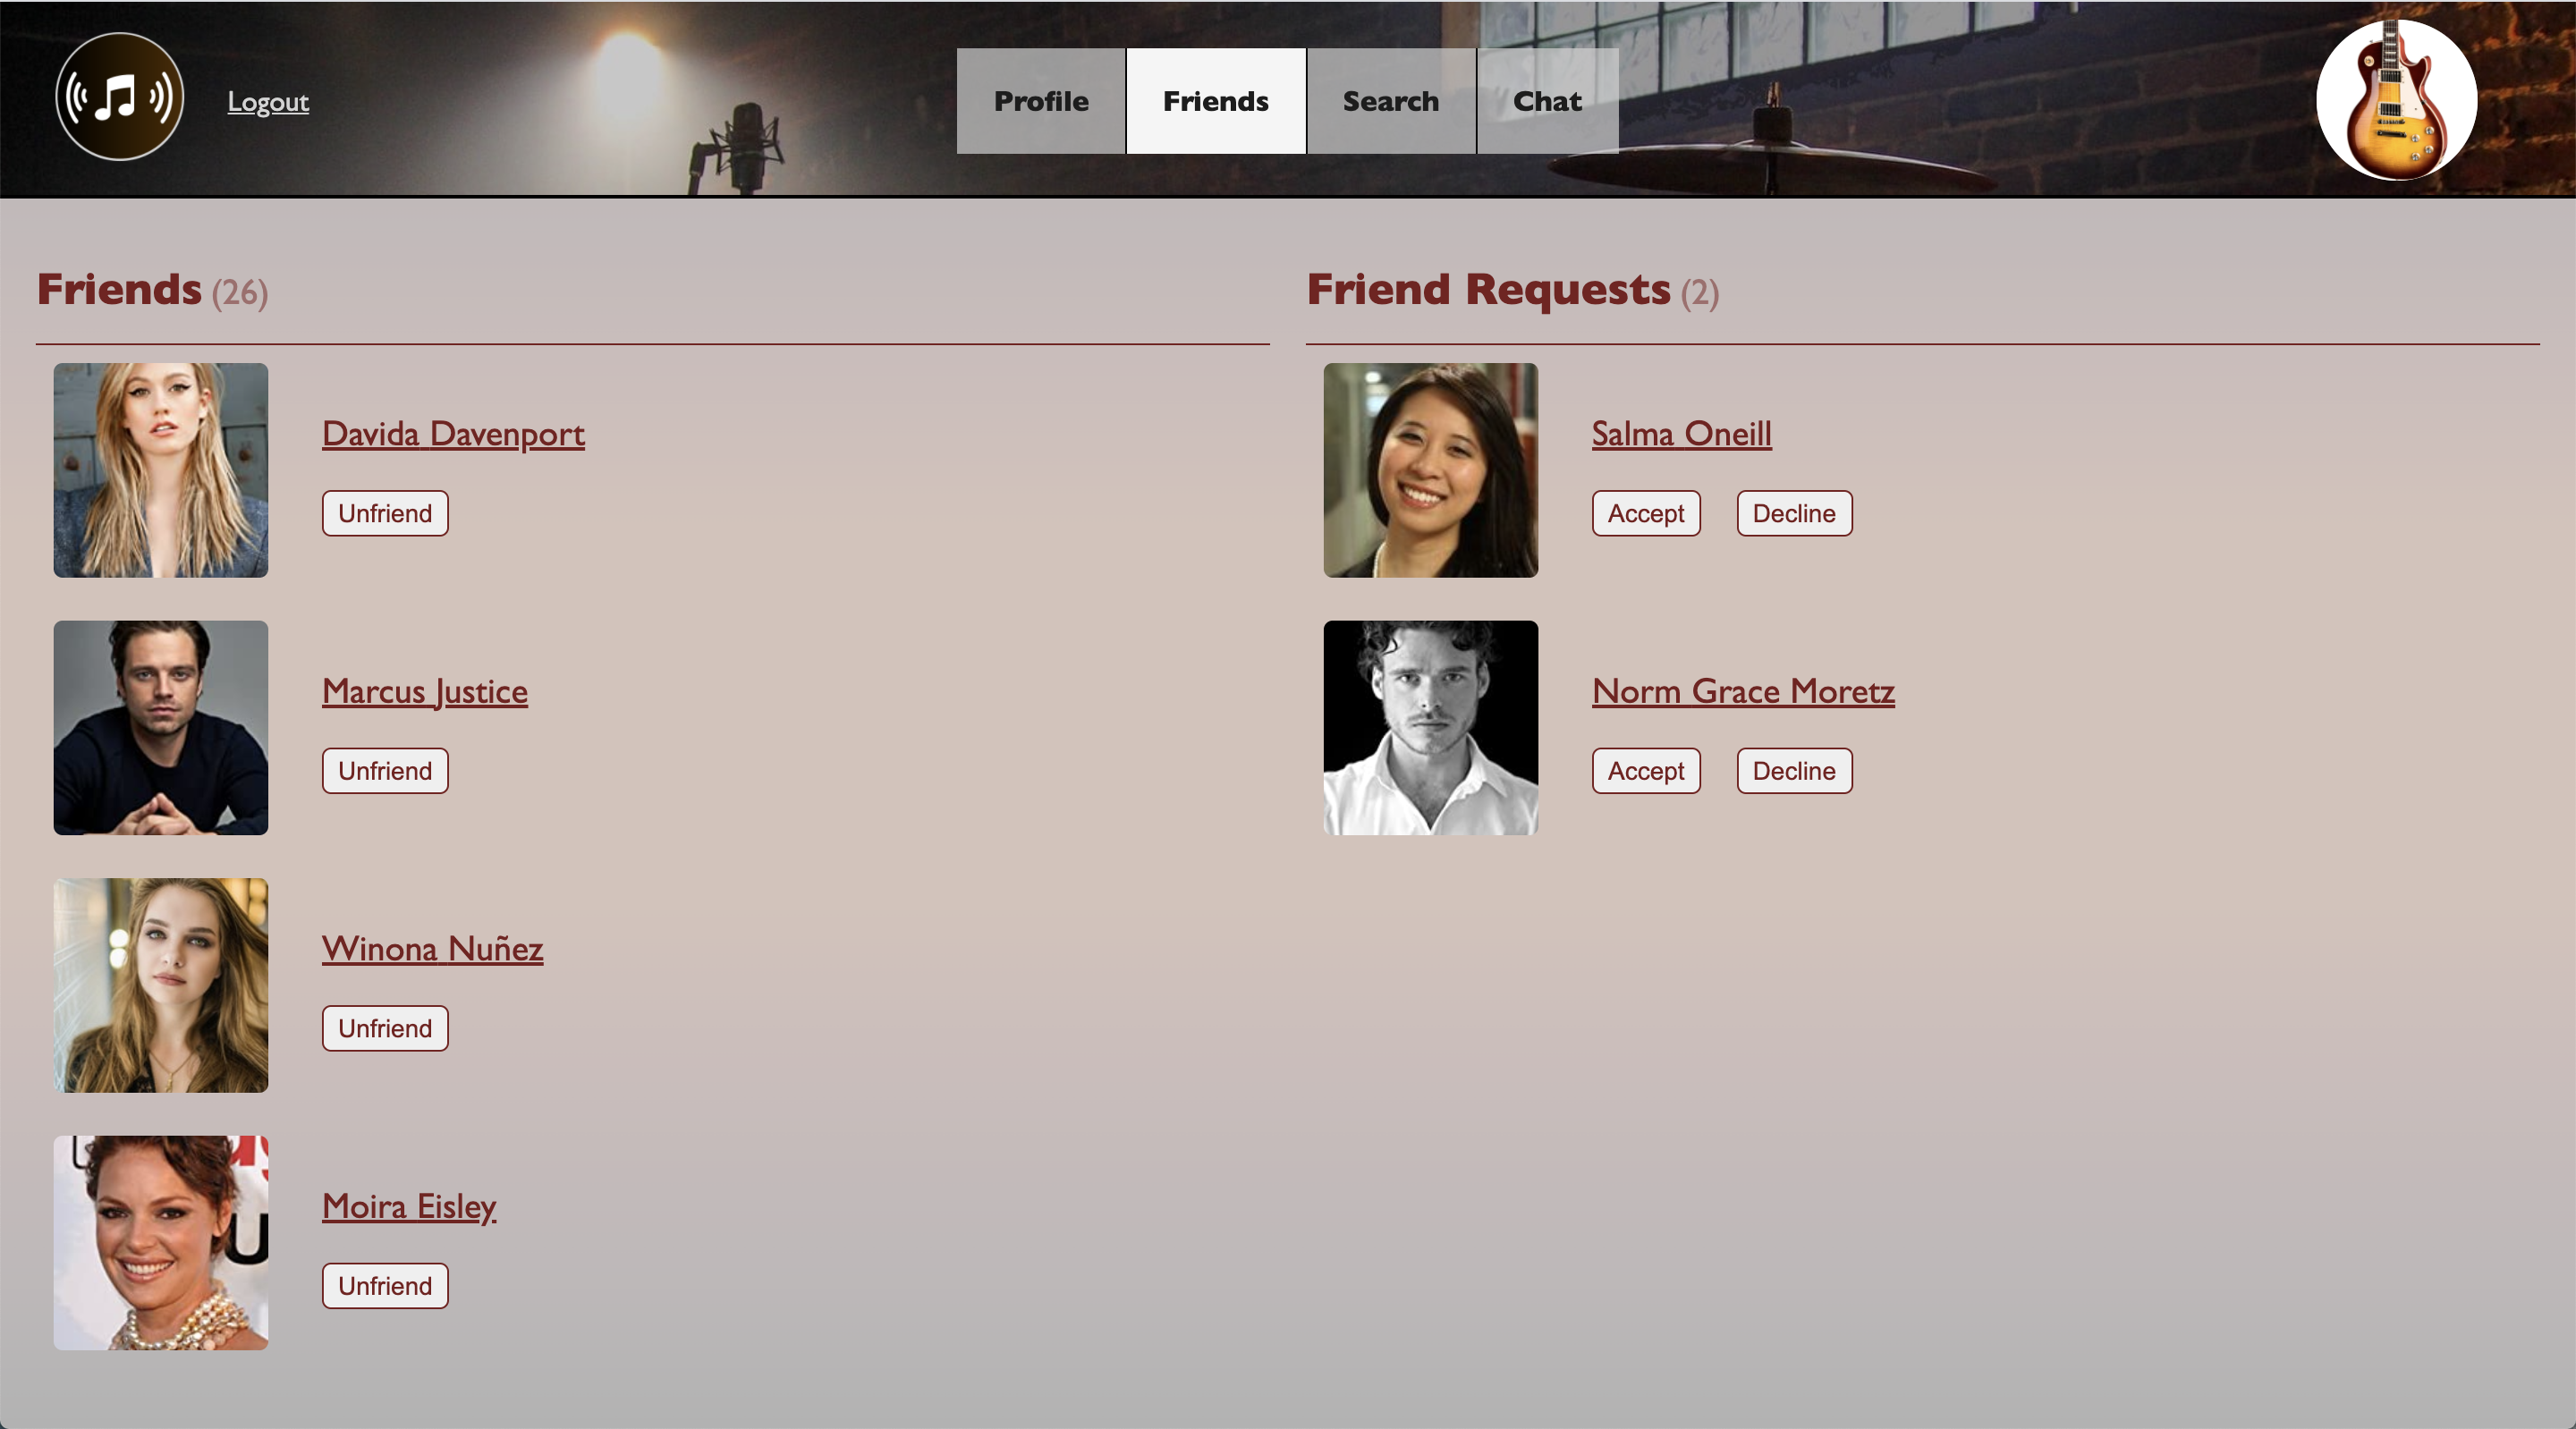 Logout
Profile
Friends
Search
Chat
Friends (26)
Davida Davenport
Unfriend
Marcus Justice
Unfriend
Winona Nuñez
Unfriend
Moira Eisley
Unfriend
Friend Requests (2)
Salma Oneill
Accept Decline
Norm Grace Moretz
Accept Decline